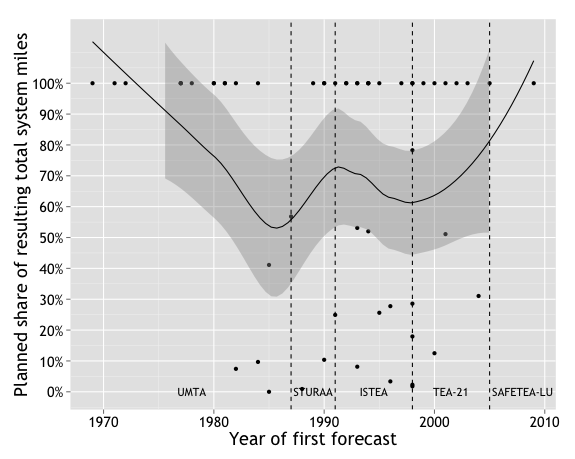 Planned share of resulting total system miles
100%
90%
80%
70%
60%
50%
40%
30%
20%
10%
0%
UMTA STURAA ISTEA TEA-21 SAFETEA-LU
1970 1980 1990 2000 2010
Year of first forecast